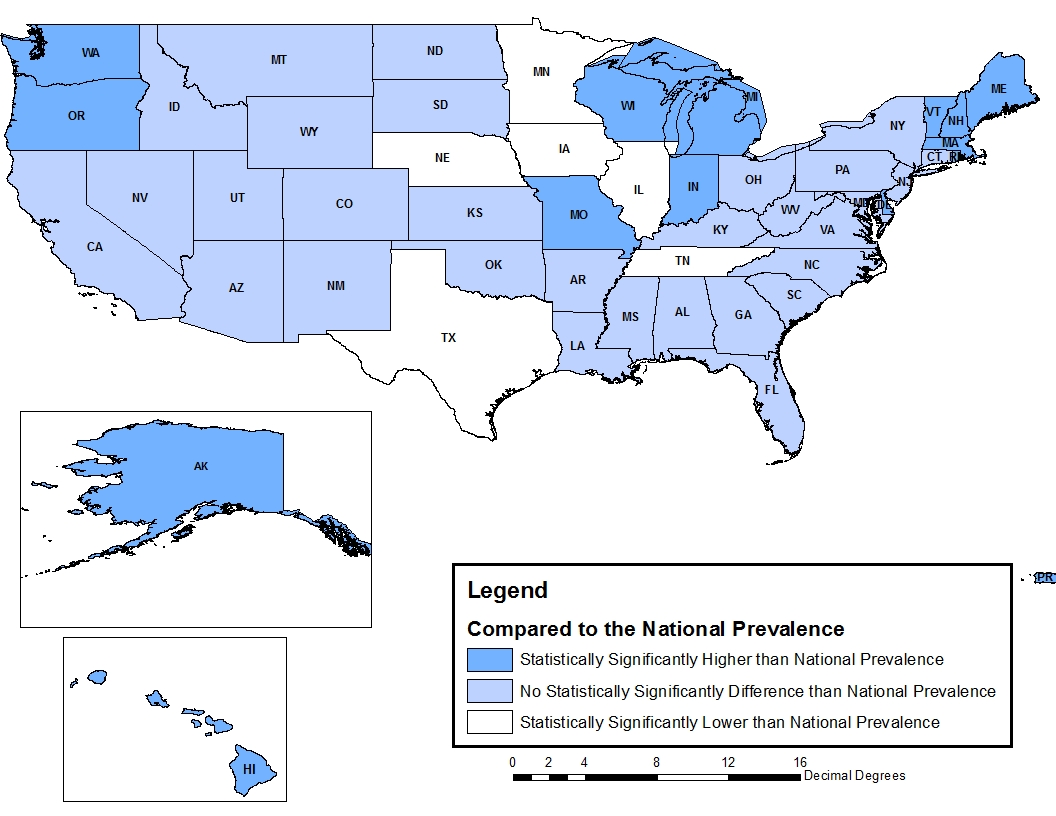 WA
MT
ND
MN
ME
OR
ID
SD
WI
MI
VT
NH
NY
MA
WY
NE
IA
CT
RI
PA
NJ
NV
UT
CO
KS
MO
IL
IN
OH
WV
MD
DE
KY
VA
CA
AZ
NM
OK
AR
TN
NC
SC
MS
AL
GA
TX
LA
FL
AK
HI
PR
Legend
Compared to the National Prevalence
Statistically Significantly Higher than National Prevalence
No Statistically Significantly Difference than National Prevalence
Statistically Significantly Lower than National Prevalence
0 2 4 8 12 16
Decimal Degrees